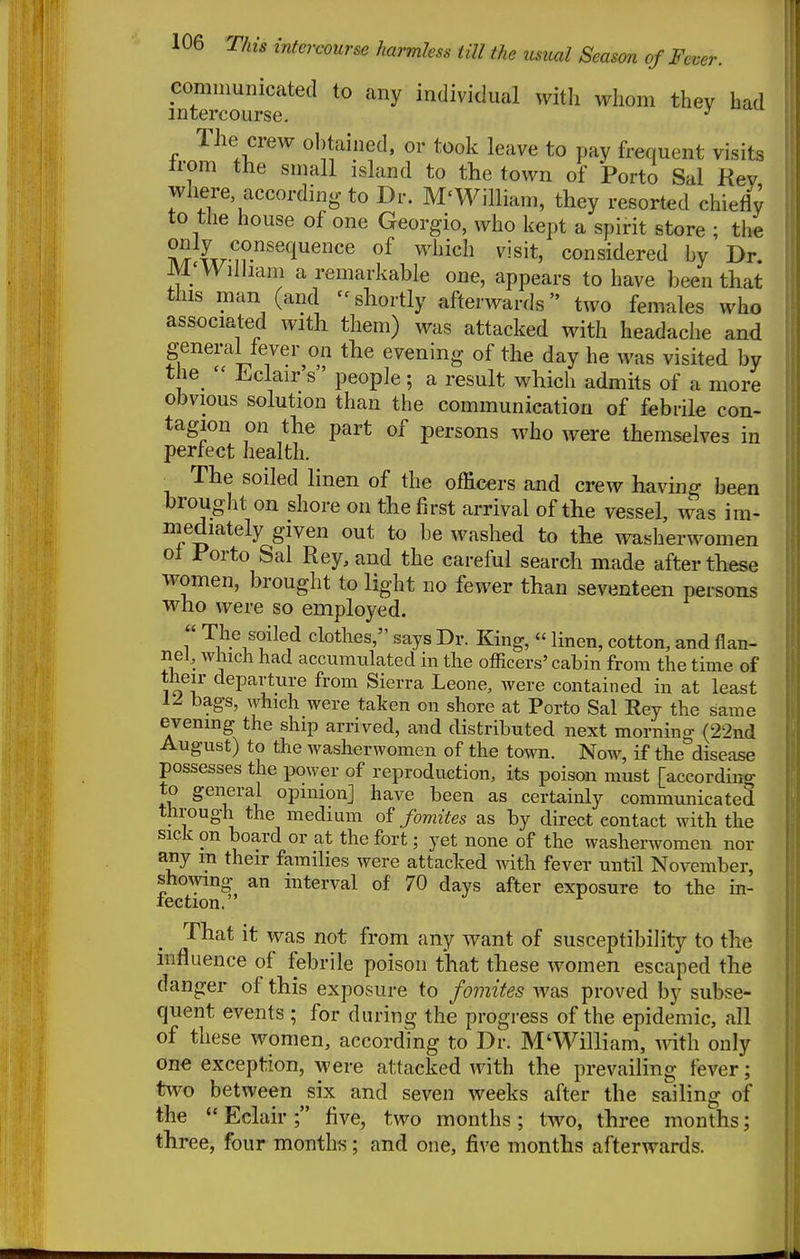 106 This intercourse harmless till the usual Season of Fever.
communicated to any individual with whom they had
intercourse.
The crew obtained, or took leave to pay frequent visits
from the small island to the town of Porto Sal Rey,
where, according to Dr. M‘William, they resorted chiefly
to the house of one Georgio, who kept a spirit store ; the
only consequence of which visit, considered by Dr.
M‘William a remarkable one, appears to have been that
this man (and “shortly afterwards” two females who
associated with them) was attacked with headache and
general fever on the evening of the day he was visited by
the “Eclair’s” people; a result which admits of a more
obvious solution than the communication of febrile con-
tagion on the part of persons who were themselves in
perfect health.
The soiled linen of the officers and crew having been
brought on shore on the first arrival of the vessel, was im-
mediately given out to be washed to the washerwomen
of Porto Sal Rey, and the careful search made after these
women, brought to light no fewer than seventeen persons
who were so employed.
“ The soiled clothes,” says Dr. King, “ linen, cotton, and flan-
nel, which had accumulated in the officers’ cabin from the time of
their departure from Sierra Leone, were contained in at least
12 bags, which were taken on shore at Porto Sal Rey the same
evening the ship arrived, and distributed next morning (22nd
August) to the washerwomen of the town. Now, if the disease
possesses the power of reproduction, its poison must [according
to general opinion] have been as certainly communicated
through the medium of fomites as by direct contact with the
sick on board or at the fort; yet none of the washerwomen nor
any in their families were attacked with fever until November,
showing an interval of 70 days after exposure to the in-
fection.”
That it was not from any want of susceptibility to the
influence of febrile poison that these women escaped the
danger of this exposure to fomites was proved by subse-
quent events ; for during the progress of the epidemic, all
of these women, according to Dr. M‘William, with only
one exception, were attacked with the prevailing fever;
two between six and seven weeks after the sailing of
the “ Eclair ;” five, two months ; two, three months;
three, four months; and one, five months afterwards.